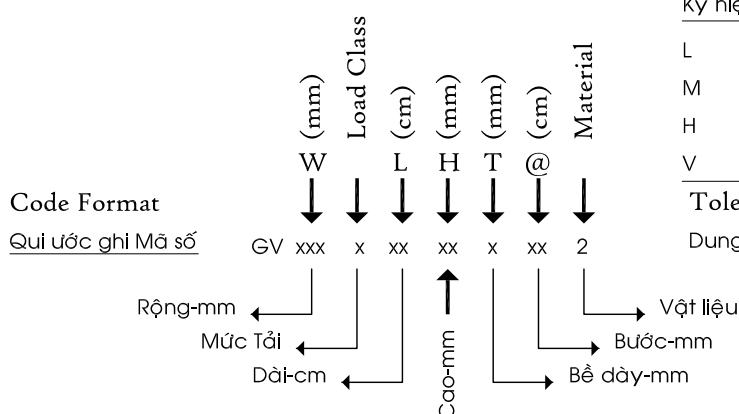 Ký hiệ
(mm)
Load Class
(cm)
(mm)
(mm)
(cm)
Material
L
M
H
V
W L H T @
Code Format
Tole
Qui ước ghi Mã số GV xxx x xx xx x xx 2
Dung
Rộng-mm
Vật liệu
Mức Tải
Bước-mm
Dài-cm
Cao-mm
Bề dày-mm